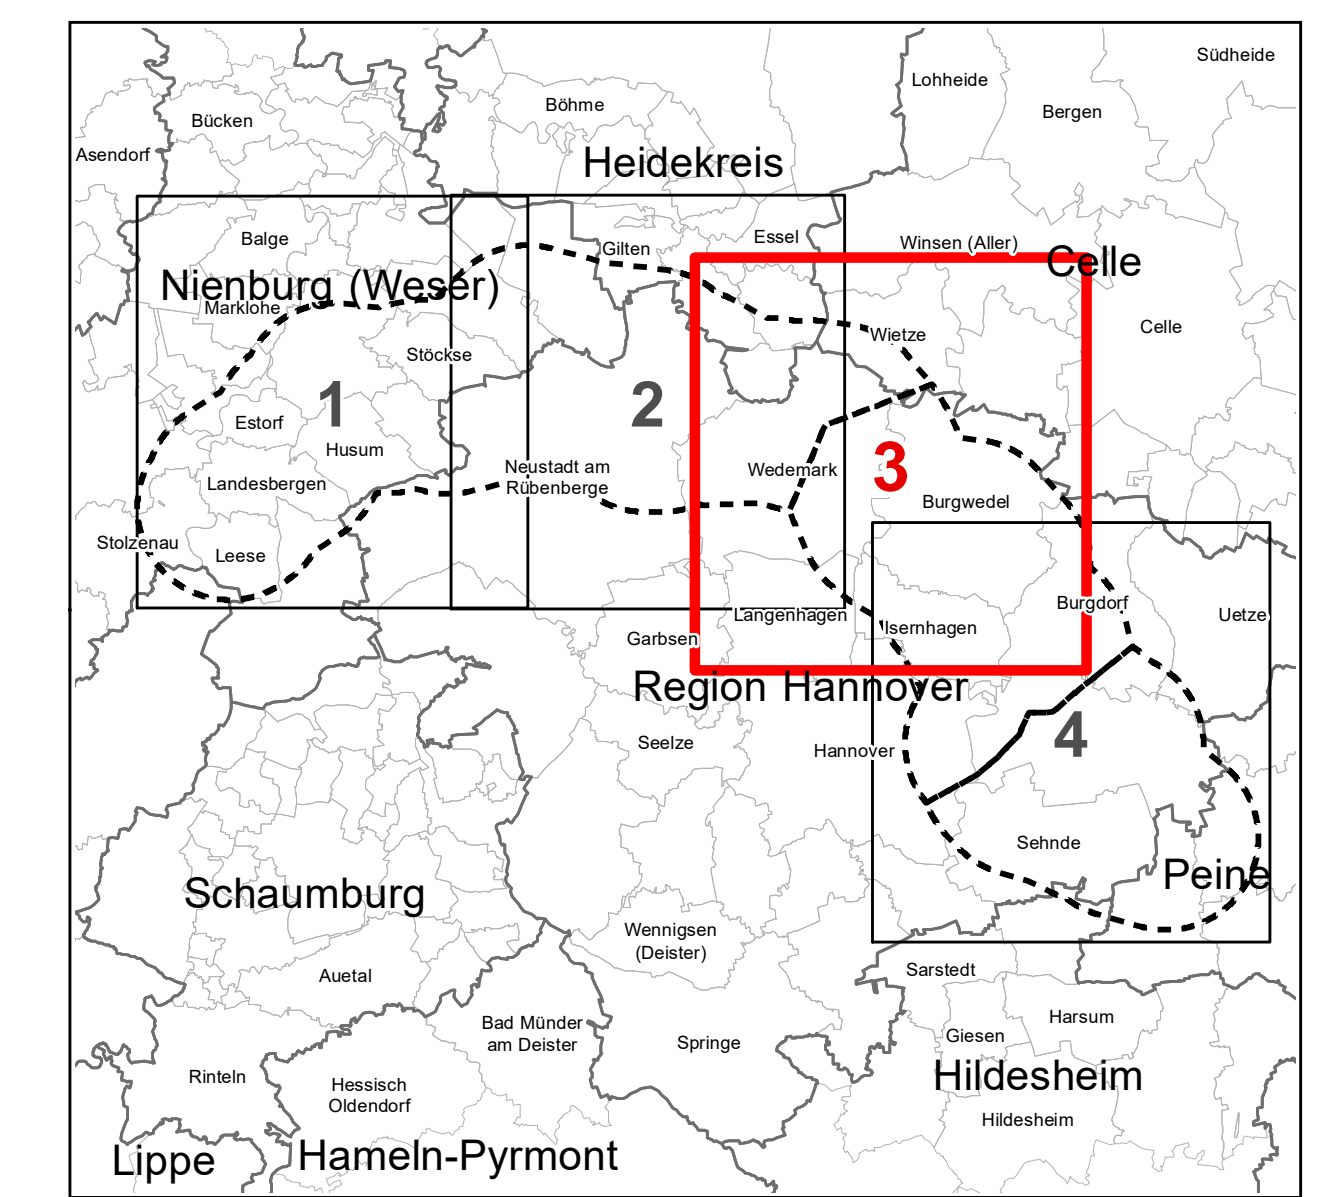 Südheide
Lohheide
Böhme
Bergen
Bücken
Asendorf
Heidekreis
Balge
Gilten
Essel
Winsen (Aller)
Celle
Nienburg (Weser)
Marklohe
Celle
Wietze
Stöckse
1
2
Estorf
Husum
3
Neustadt am
Rübenberge
Wedemark
Landesbergen
Burgwedel
Stolzenau
Leese
Burgdorf
Langenhagen
Uetze
Isernhagen
Garbsen
Region Hannover
Seelze
Hannover
4
Sehnde
Peine
Schaumburg
Wennigsen
(Deister)
Auetal
Sarstedt
Harsum
Bad Münder
am Deister
Giesen
Springe
Rinteln
Hessisch
Oldendorf
Hildesheim
Hildesheim
Lippe
Hameln-Pyrmont